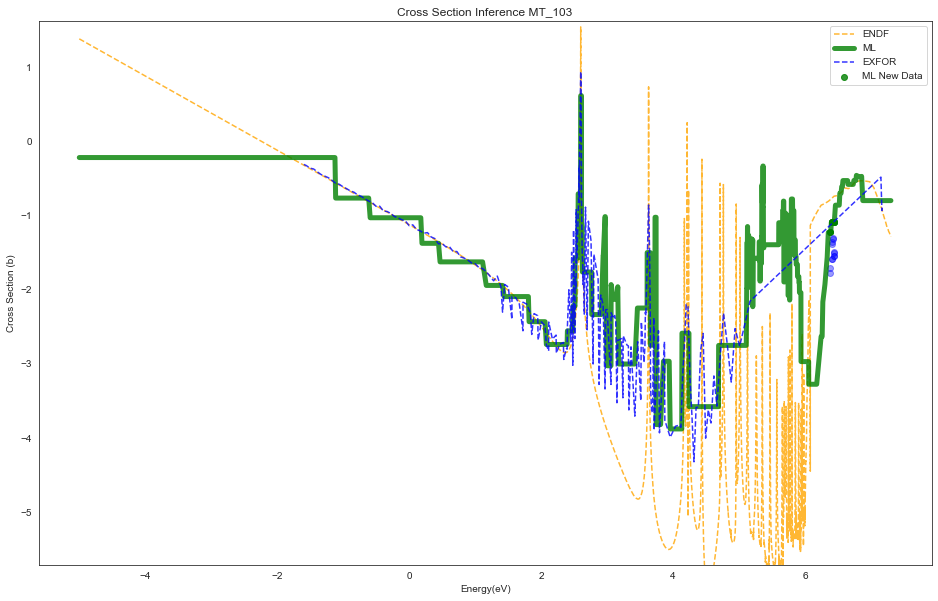 Cross Section Inference MT_103
ENDF
ML
EXFOR
ML New Data
Cross Section (b)
1
0
−1
−2
−3
−4
−5
−4
−2
0
2
4
6
Energy(eV)